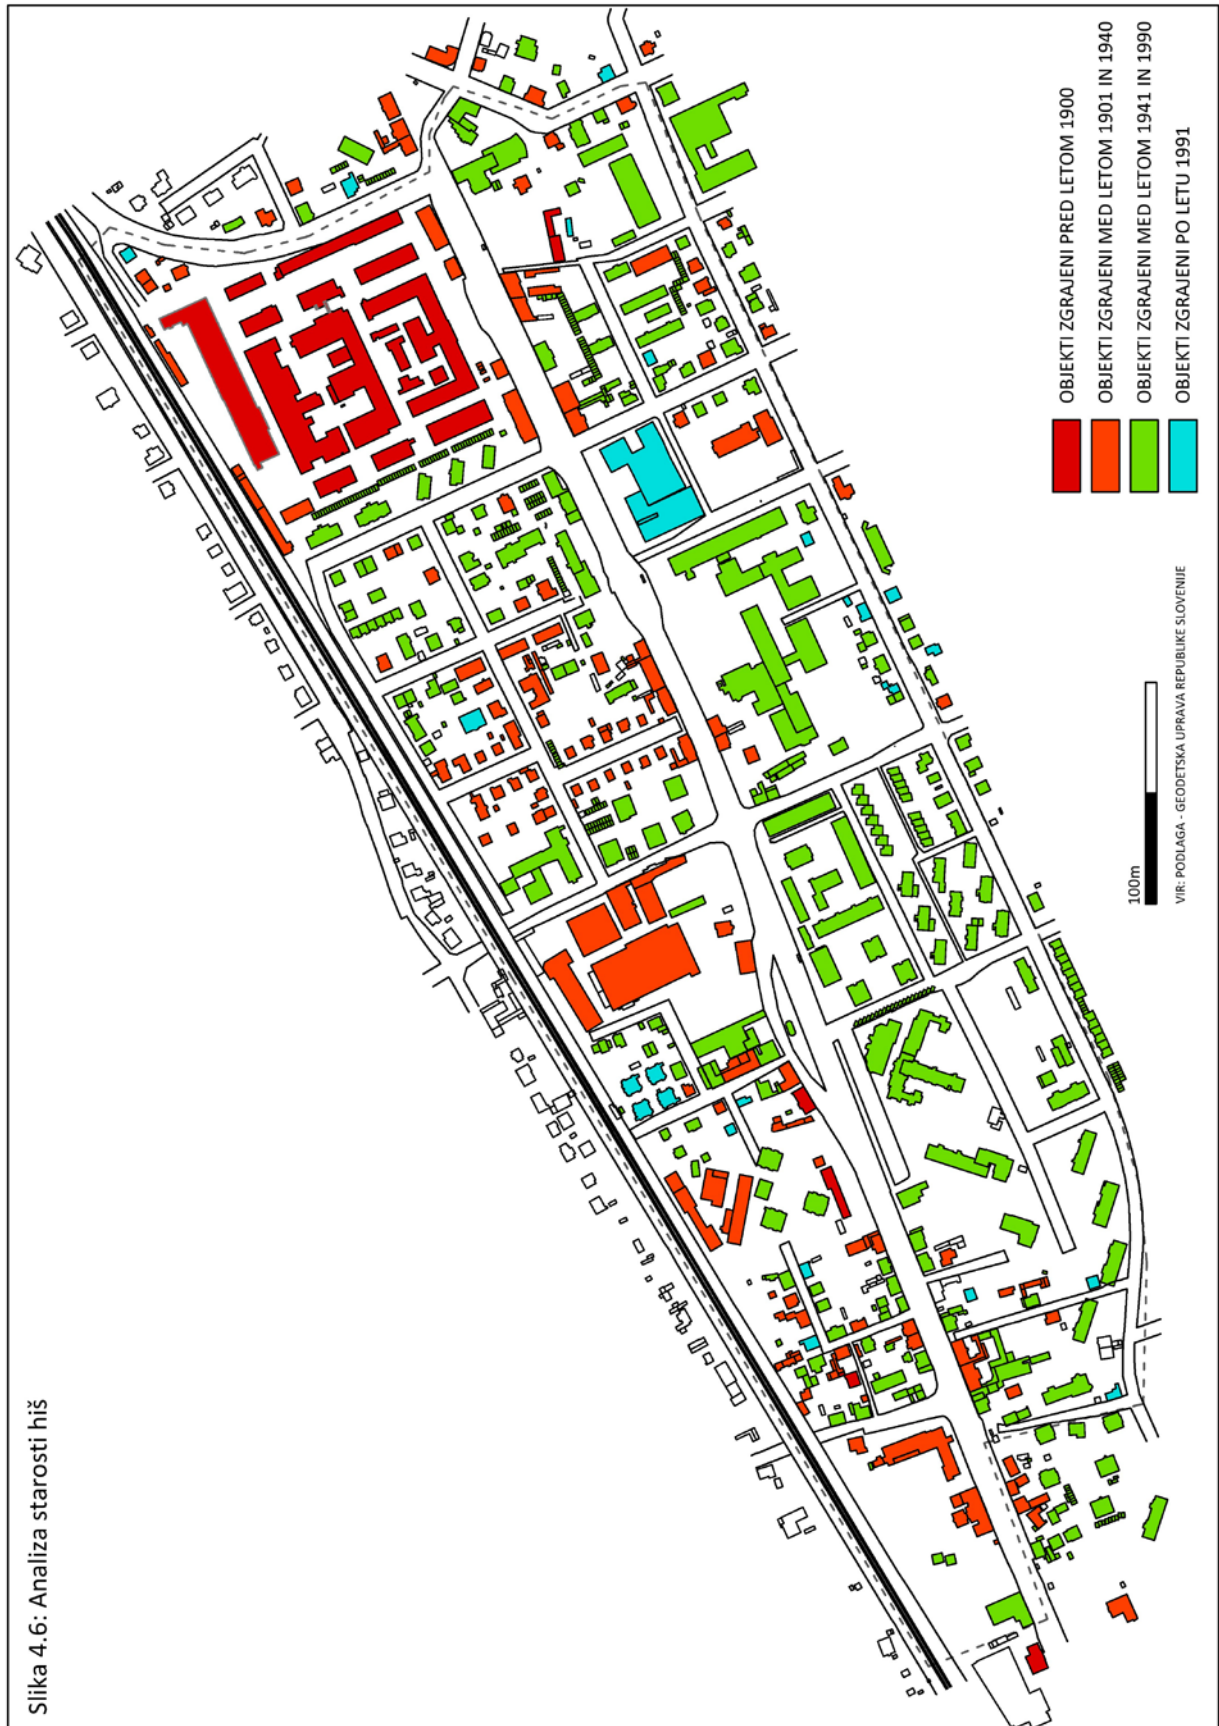 Slika 4.6: Analiza starosti hiš
OBJEKTI ZGRAJENI PRED LETOM 1900
OBJEKTI ZGRAJENI MED LETOM 1901 IN 1940
OBJEKTI ZGRAJENI MED LETOM 1941 IN 1990
OBJEKTI ZGRAJENI PO LETU 1991
100m
VIR: PODLAGA - GEODETSKA UPRAVA REPUBLIKE SLOVENIJE